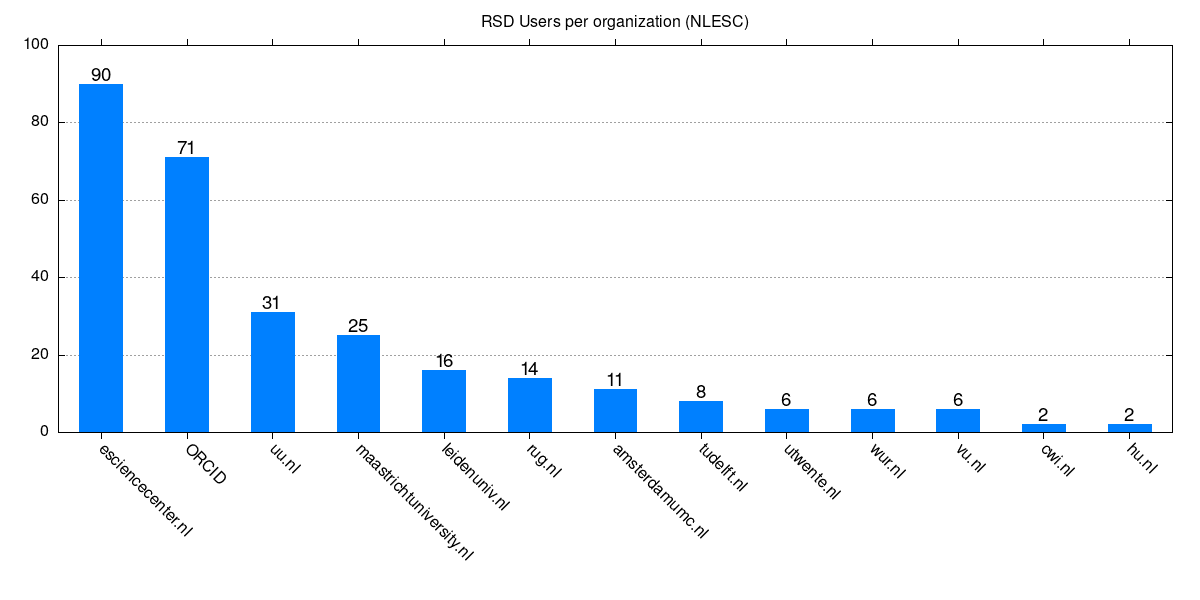 RSD Users per organization (NLESC)
100
80
60
40
20
0
90
71
31
25
16
14
11
8
6
6
6
2
2
esciencecenter.nl
ORCID
uu.nl
maastrichtuniversity.nl
leidenuniv.nl
rug.nl
amsterdamumc.nl
tudelft.nl
utwente.nl
wur.nl
vu.nl
cwi.nl
hu.nl